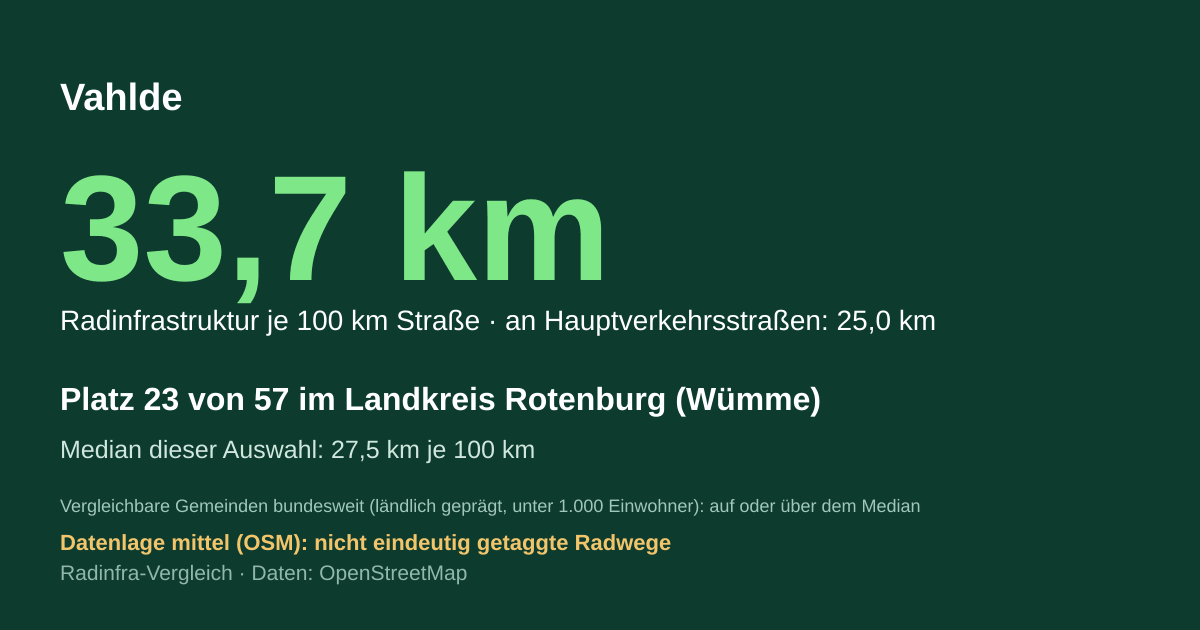 Vahlde
33,7 km
Radinfrastruktur je 100 km Straße · an Hauptverkehrsstraßen: 25,0 km
Platz 23 von 57 im Landkreis Rotenburg (Wümme)
Median dieser Auswahl: 27,5 km je 100 km
Vergleichbare Gemeinden bundesweit (ländlich geprägt, unter 1.000 Einwohner): auf oder über dem Median
Datenlage mittel (OSM): nicht eindeutig getaggte Radwege
Radinfra-Vergleich · Daten: OpenStreetMap